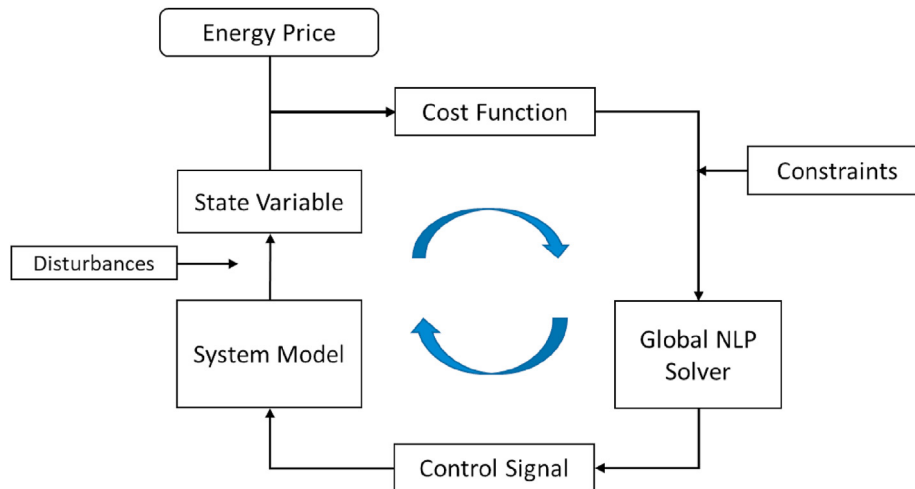 Energy Price
Cost Function
Constraints
State Variable
Disturbances
System Model
Global NLP
Solver
Control Signal